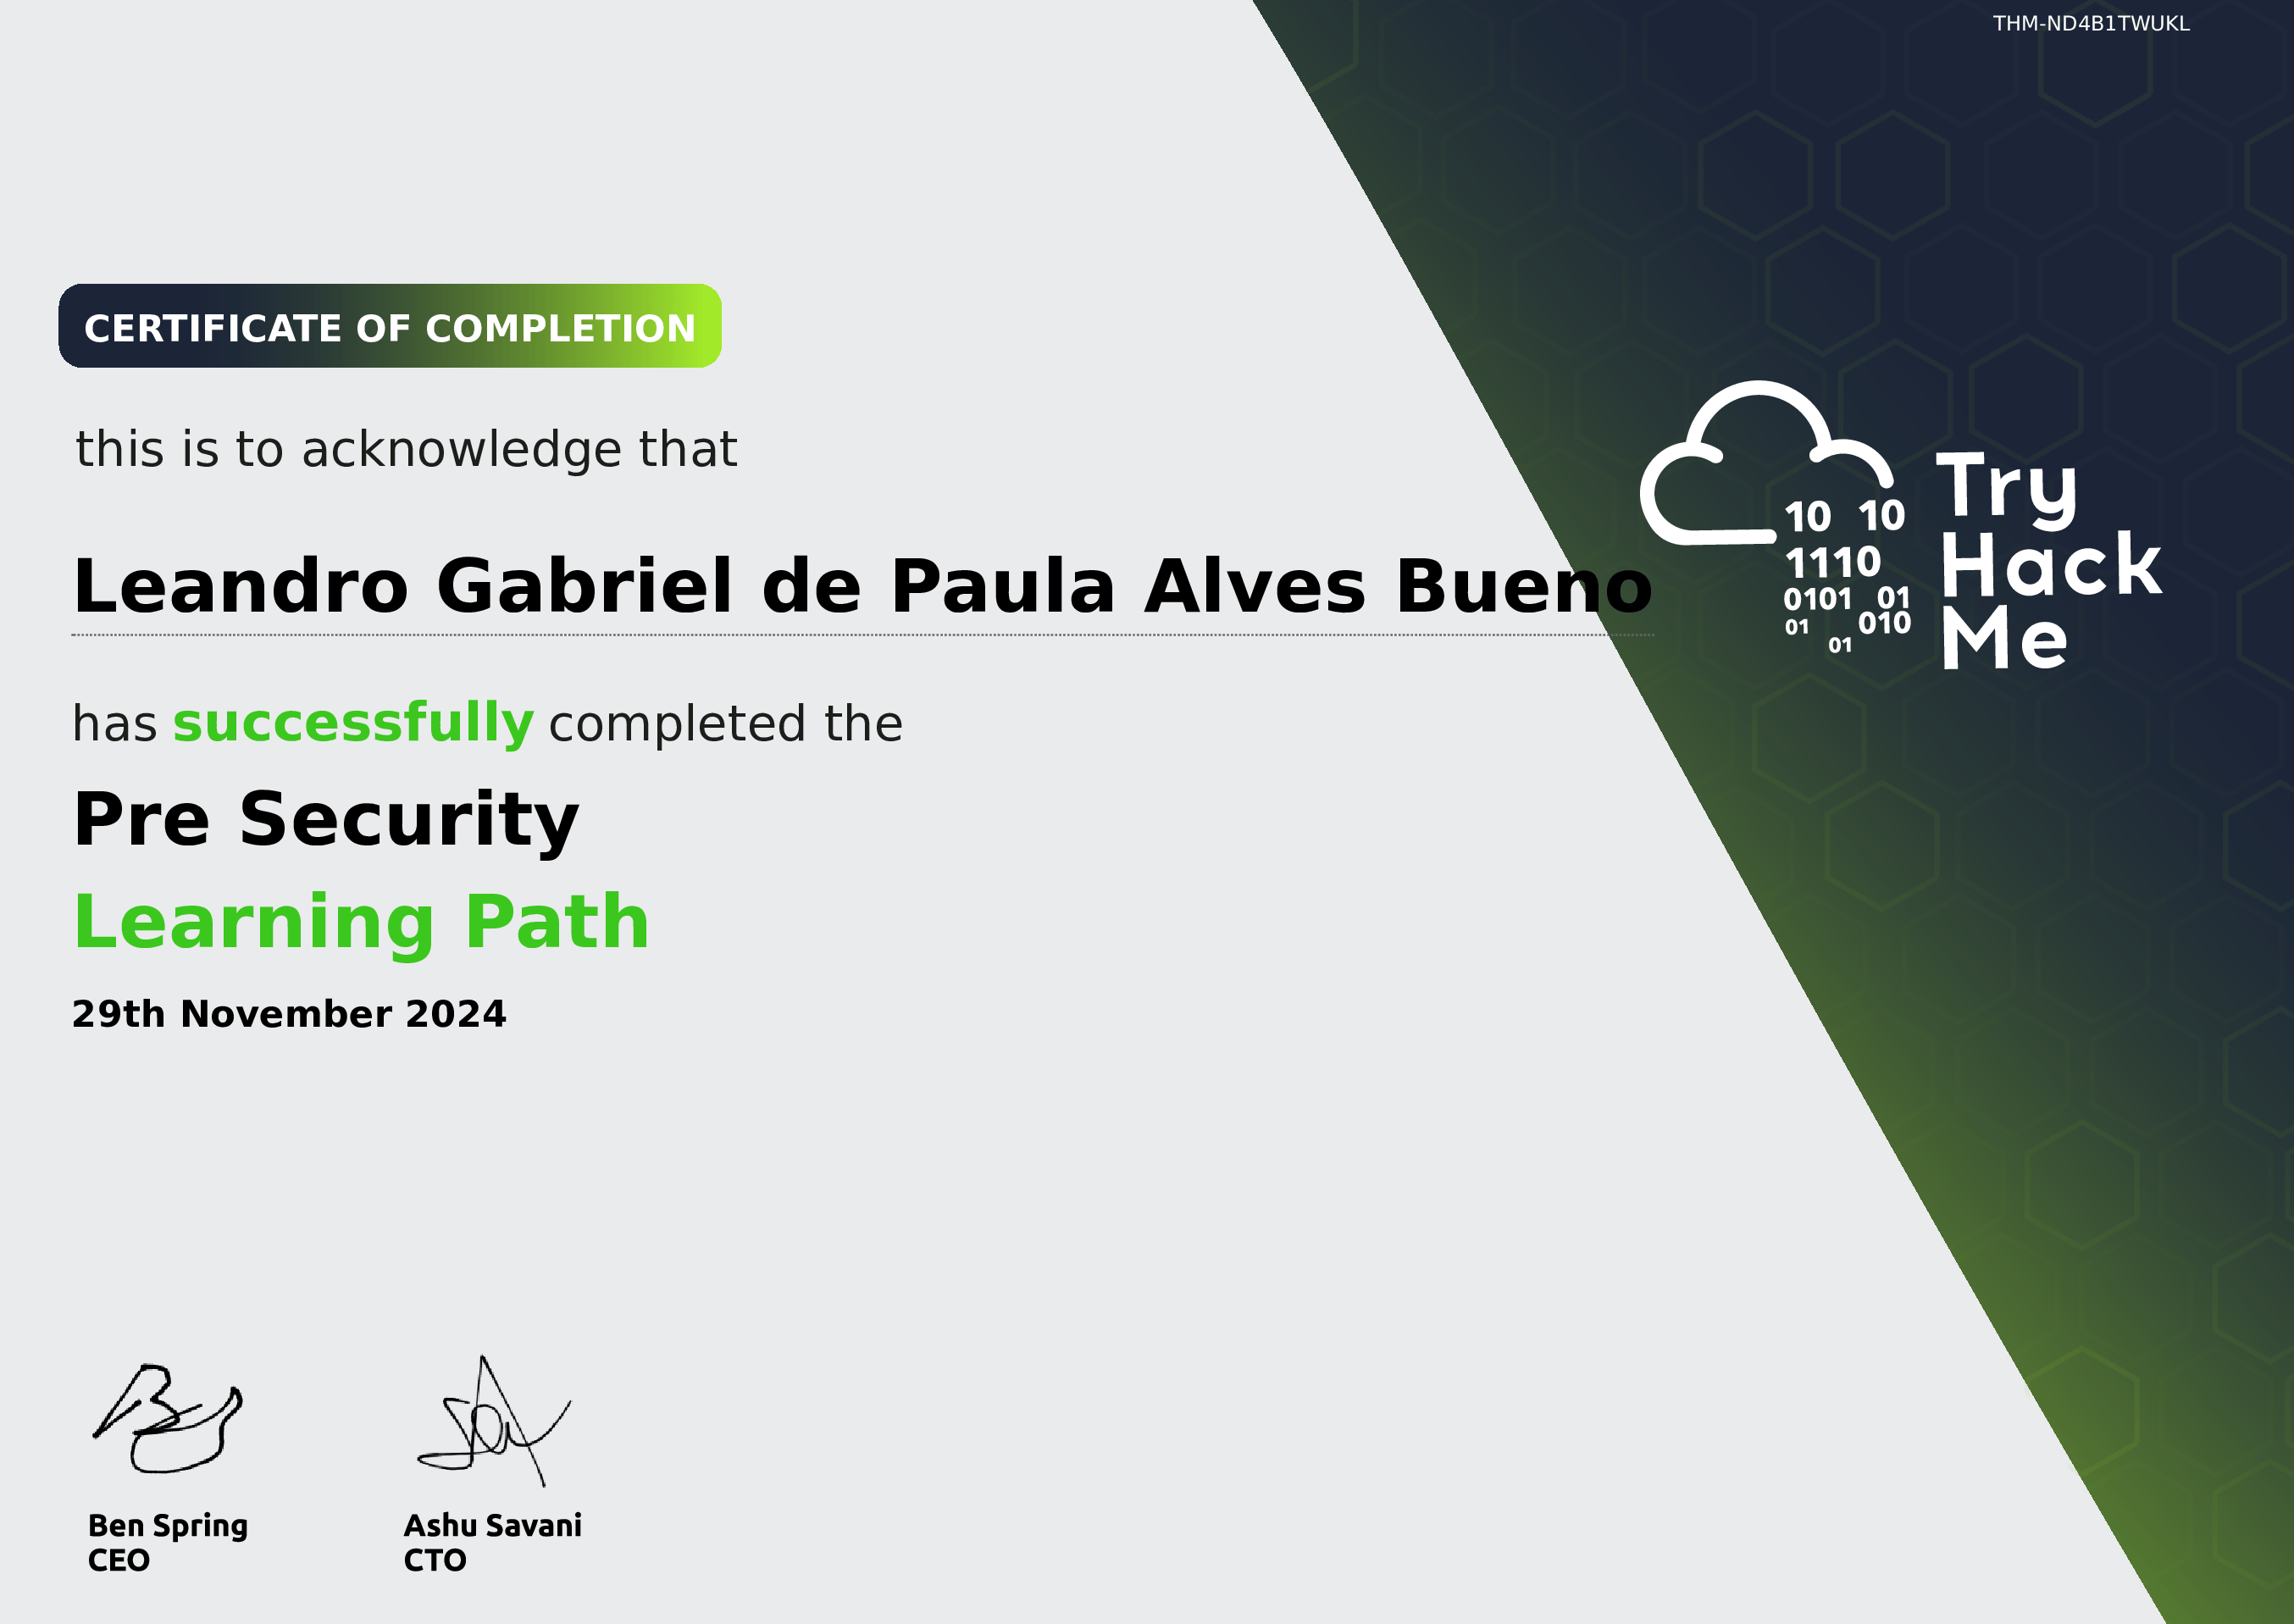 THM-ND4B1TWUKL
CERTIFICATE OF COMPLETION
this is to acknowledge that
Leandro Gabriel de Paula Alves Bueno
has successfully completed the
Pre Security
Learning Path
29th November 2024
10 10
1110
0101 01
01 010
01
Try
Hack
Me
Ben Spring
CEO
Ashu Savani
CTO